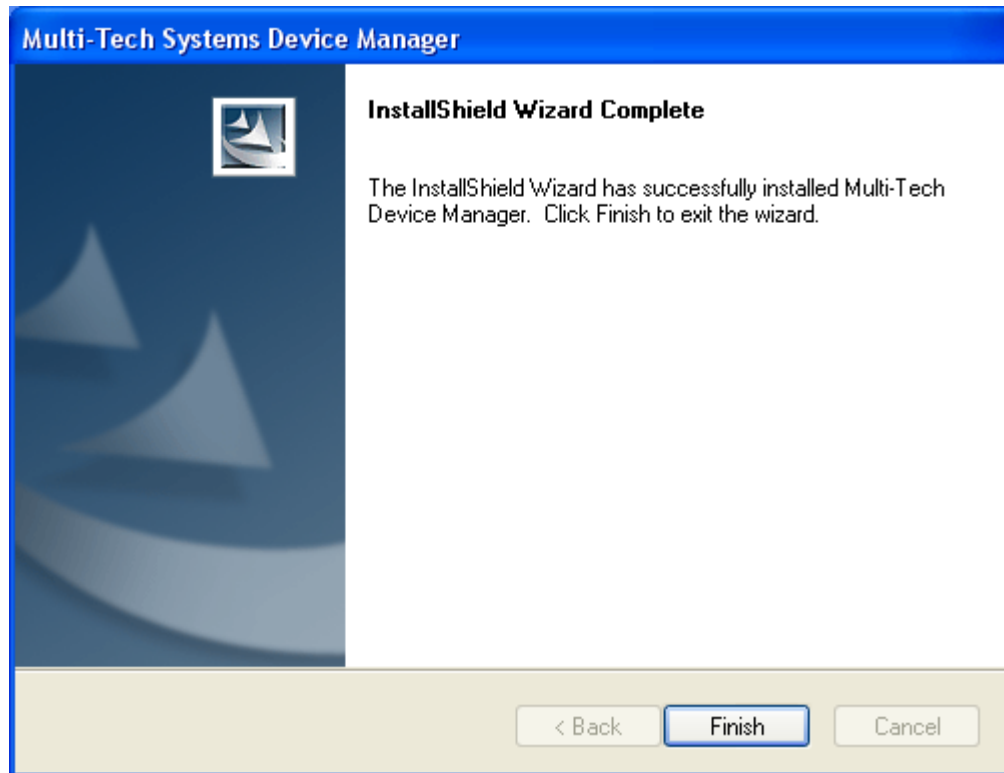 Multi-Tech Systems Device Manager
InstallShield Wizard Complete
The InstallShield Wizard has successfully installed Multi-Tech
Device Manager.  Click Finish to exit the wizard.
< Back
Finish
Cancel